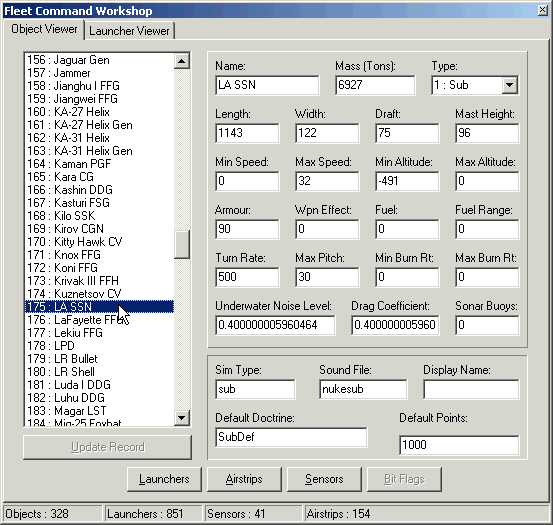 Fleet Command Workshop
Object Viewer
Launcher Viewer
156 : Jaguar Gen
157 : Jammer
158 : Jianghu I FFG
159 : Jiangwei FFG
160 : KA-27 Helix
161 : KA-27 Helix Gen
162 : KA-31 Helix
163 : KA-31 Helix Gen
164 : Kaman PGF
165 : Kara CG
166 : Kashin DDG
167 : Kasturi FSG
168 : Kilo SSK
169 : Kirov CGN
170 : Kitty Hawk CV
171 : Knox FFG
172 : Koni FFG
173 : Krivak III FFH
174 : Kuznetsov CV
175 : LA SSN
176 : LaFayette FFG
177 : Lekiu FFG
178 : LPD
179 : LR Bullet
180 : LR Shell
181 : Luda I DDG
182 : Luhu DDG
183 : Magar LST
184 : Mig-25 Foxbat
Update Record
Name: Mass (Tons): Type:
LA SSN 6927 1 : Sub
Length: Width: Draft: Mast Height:
1143 122 75 96
Min Speed: Max Speed: Min Altitude: Max Altitude:
0 32 -491 0
Armour: Wpn Effect: Fuel: Fuel Range:
90 0 0 0
Turn Rate: Max Pitch: Min Burn Rt: Max Burn Rt:
500 30 0 0
Underwater Noise Level: Drag Coefficient: Sonar Buoys:
0.400000005960464 0.400000005960 0
Sim Type: Sound File: Display Name:
sub nukesub
Default Doctrine: Default Points:
SubDef 1000
Launchers Airstrips Sensors Bit Flags
Objects : 328 Launchers : 851 Sensors : 41 Airstrips : 154